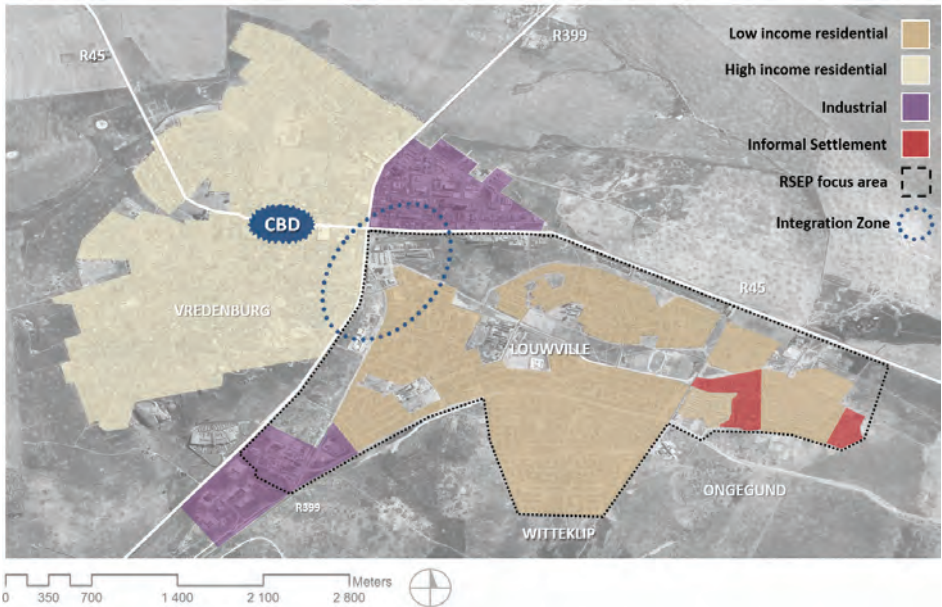 R45
R399
Low income residential
High income residential
Industrial
Informal Settlement
RSEP focus area
Integration Zone
CBD
R45
VREDENBURG
LOUWVILLE
ONGEGUND
R399
WITTEKLIP
Meters
0 350 700 1 400 2 100 2 800